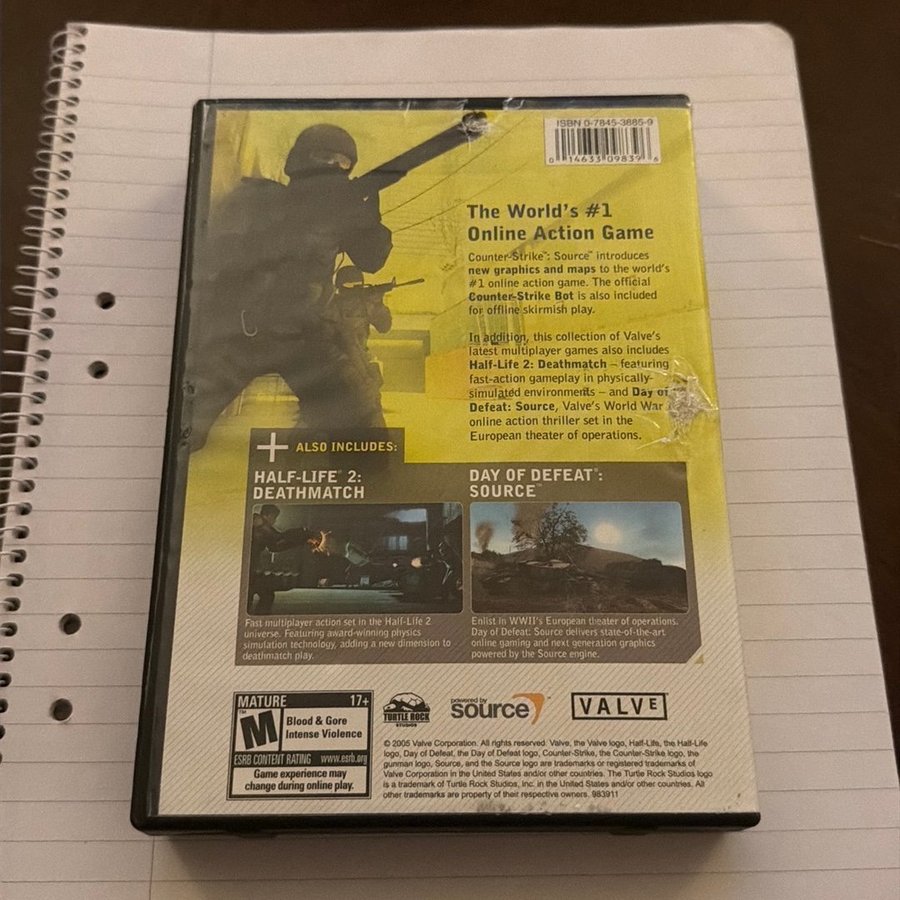 ISBN 0-7845-3885-9
0 14633 09839 6
The World's #1
Online Action Game
Counter-Strike™: Source™ introduces
new graphics and maps to the world's
#1 online action game. The official
Counter-Strike Bot is also included
for offline skirmish play.
In addition, this collection of Valve's
latest multiplayer games also includes
Half-Life 2: Deathmatch – featuring
fast-action gameplay in physically-
simulated environments – and Day of
Defeat: Source, Valve's World War
online action thriller set in the
European theater of operations.
+ ALSO INCLUDES:
HALF-LIFE® 2:
DEATHMATCH
Fast multiplayer action set in the Half-Life 2
universe. Featuring award-winning physics
simulation technology, adding a new dimension to
deathmatch play.
DAY OF DEFEAT™:
SOURCE™
Enlist in WWII's European theater of operations.
Day of Defeat: Source delivers state-of-the-art
online gaming and next generation graphics
powered by the Source engine.
MATURE 17+
M™
Blood & Gore
Intense Violence
ESRB CONTENT RATING www.esrb.org
Game experience may
change during online play.
TURTLE ROCK
STUDIOS
powered by
source™
VALVE
© 2005 Valve Corporation. All rights reserved. Valve, the Valve logo, Half-Life, the Half-Life
logo, Day of Defeat, the Day of Defeat logo, Counter-Strike, the Counter-Strike logo, the
gunman logo, Source, and the Source logo are trademarks or registered trademarks of
Valve Corporation in the United States and/or other countries. The Turtle Rock Studios logo
is a trademark of Turtle Rock Studios, Inc. in the United States and/or other countries. All
other trademarks are property of their respective owners. 983911